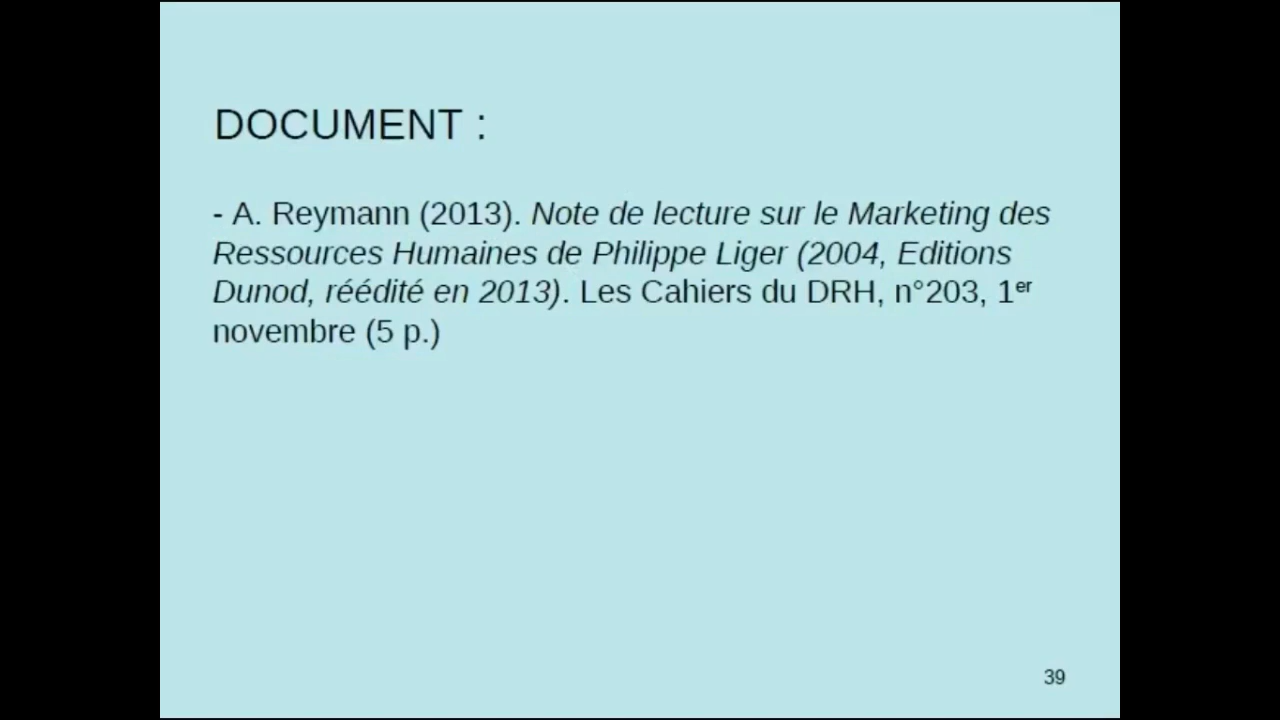 DOCUMENT :
- A. Reymann (2013). Note de lecture sur le Marketing des
Ressources Humaines de Philippe Liger (2004, Editions
Dunod, réédité en 2013). Les Cahiers du DRH, n°203, 1er
novembre (5 p.)
39